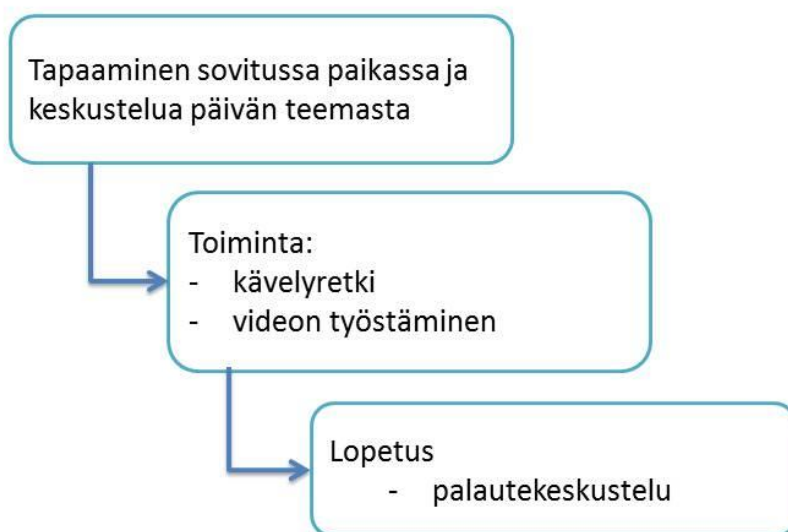 Tapaaminen sovitussa paikassa ja
keskustelua päivän teemasta
Toiminta:
- kävelyretki
- videon työstäminen
Lopetus
- palautekeskustelu